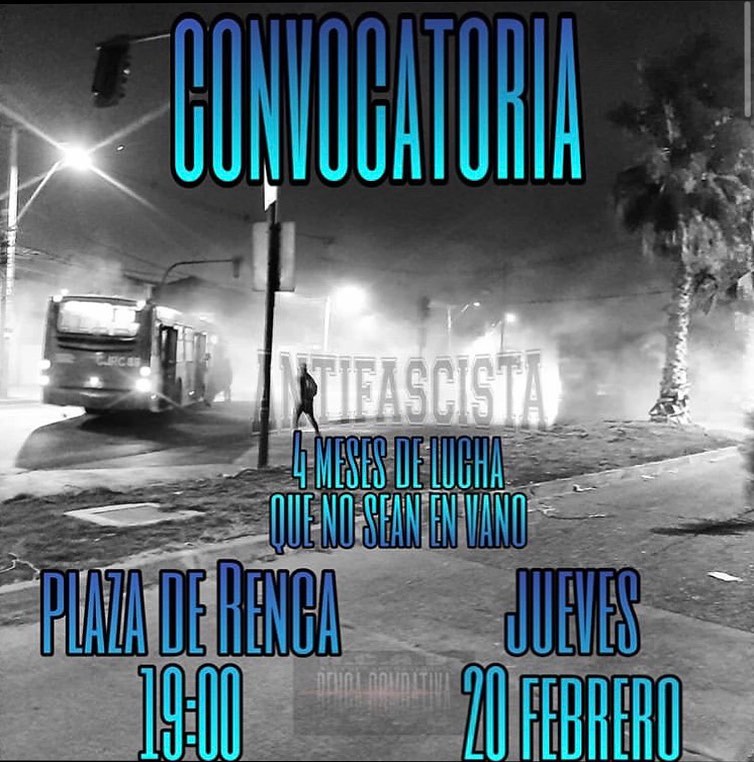 CONVOCATORIA
ANTIFASCISTA
4 MESES DE LUCHA
QUE NO SEAN EN VANO
PLAZA DE RENCA
19:00
JUEVES
20 FEBRERO
RENCA COMBATIVA